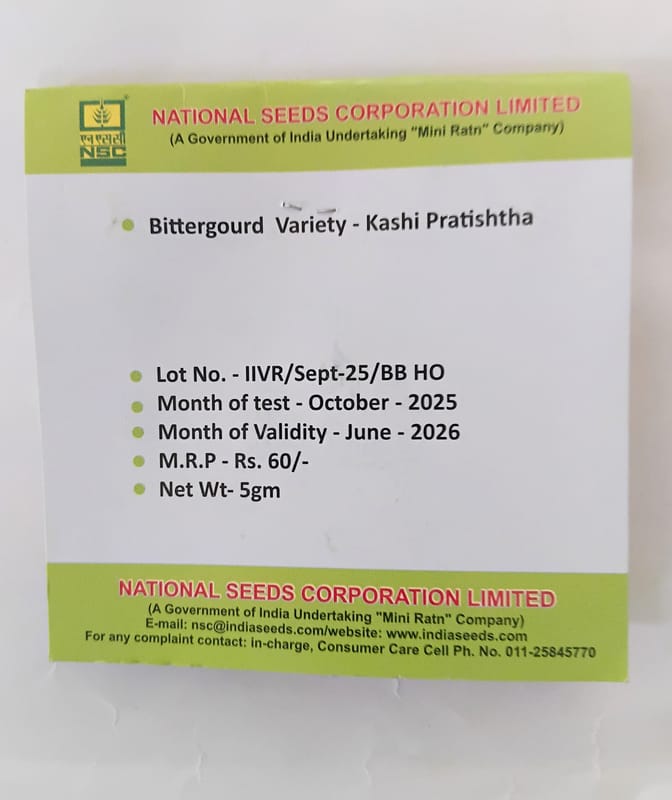 एन एस सी
NSC
NATIONAL SEEDS CORPORATION LIMITED
(A Government of India Undertaking "Mini Ratn" Company)
Bittergourd Variety - Kashi Pratishtha
Lot No. - IIVR/Sept-25/BB HO
Month of test - October - 2025
Month of Validity - June - 2026
M.R.P - Rs. 60/-
Net Wt- 5gm
NATIONAL SEEDS CORPORATION LIMITED
(A Government of India Undertaking "Mini Ratn" Company)
E-mail: nsc@indiaseeds.com/website: www.indiaseeds.com
For any complaint contact: in-charge, Consumer Care Cell Ph. No. 011-25845770